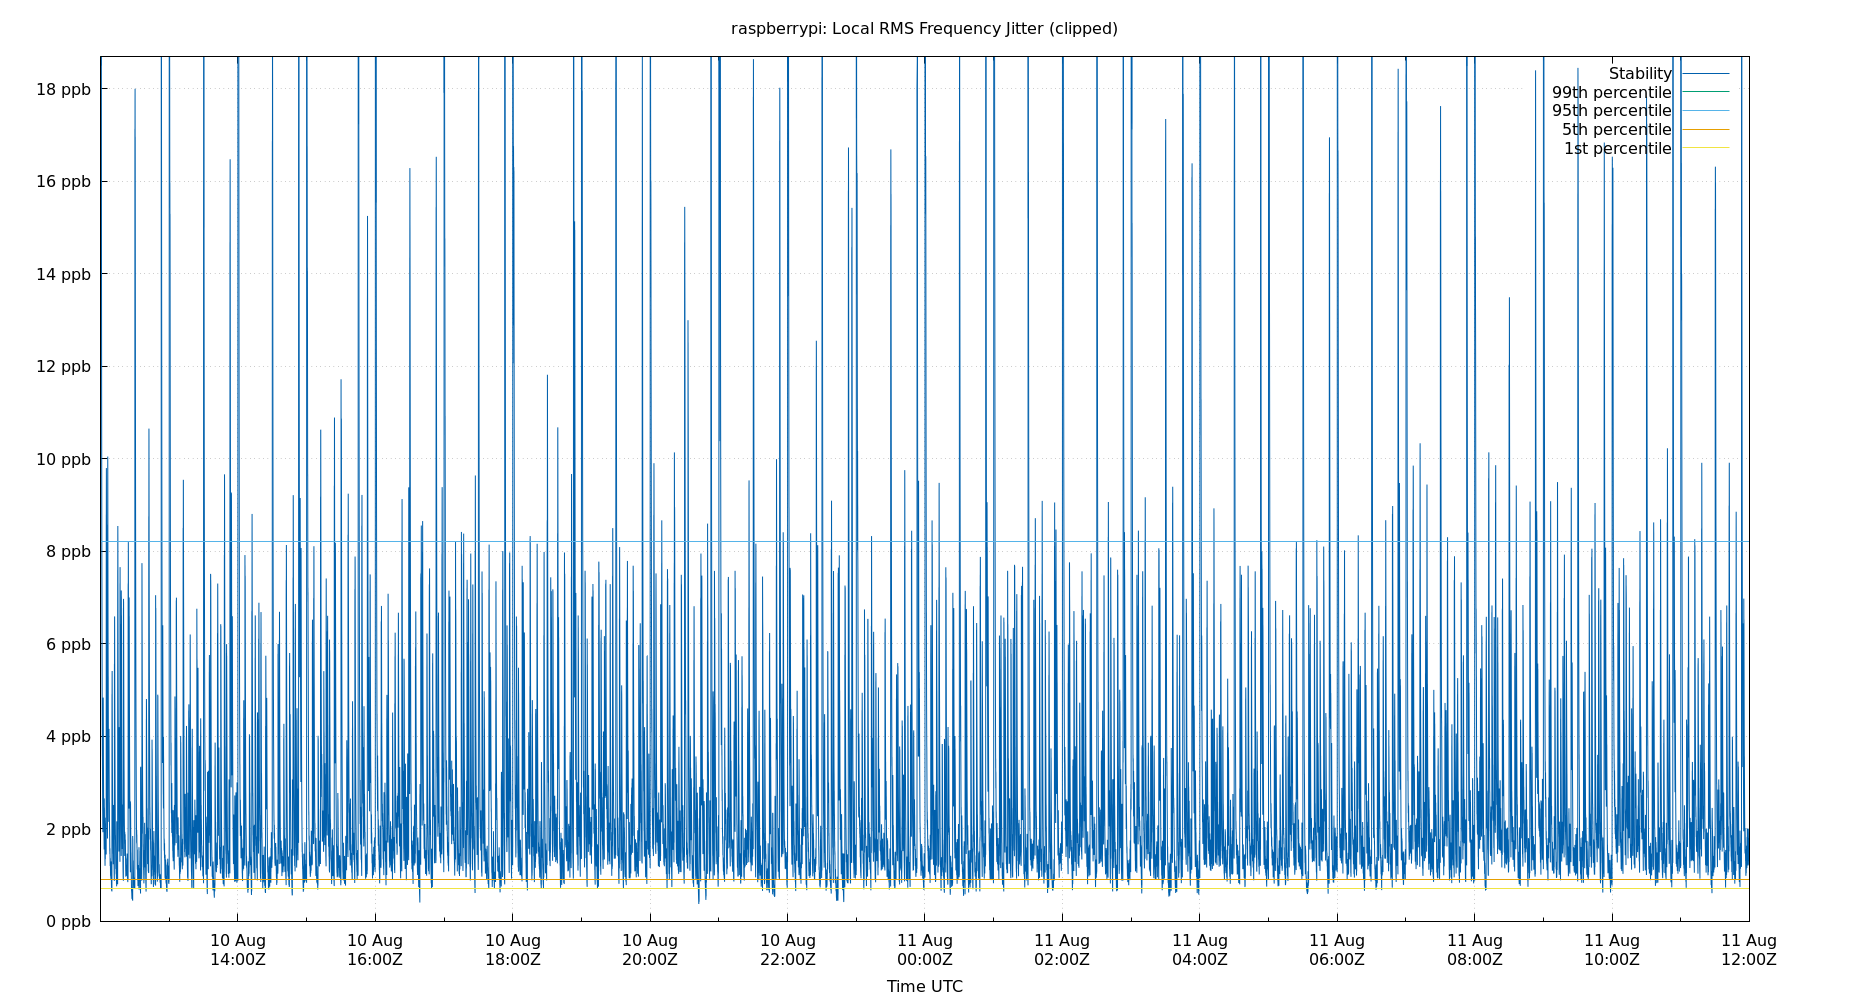 raspberrypi: Local RMS Frequency Jitter (clipped)
18 ppb
16 ppb
14 ppb
12 ppb
10 ppb
8 ppb
6 ppb
4 ppb
2 ppb
0 ppb
Stability
99th percentile
95th percentile
5th percentile
1st percentile
10 Aug 10 Aug 10 Aug 10 Aug 10 Aug 11 Aug 11 Aug 11 Aug 11 Aug 11 Aug 11 Aug 11 Aug
14:00Z 16:00Z 18:00Z 20:00Z 22:00Z 00:00Z 02:00Z 04:00Z 06:00Z 08:00Z 10:00Z 12:00Z
Time UTC